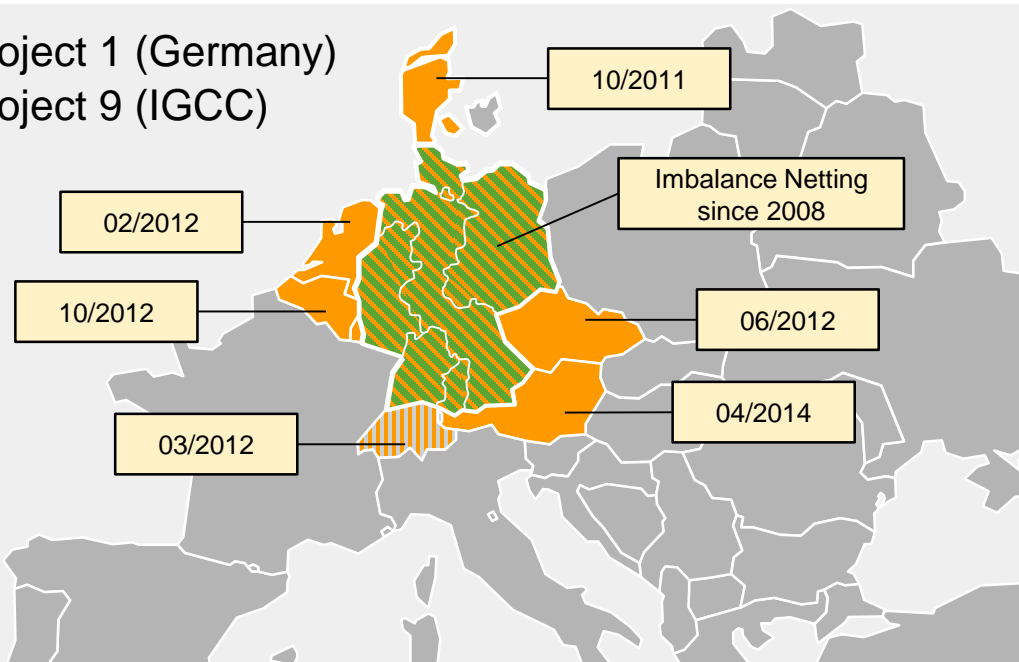 oject 1 (Germany)
oject 9 (IGCC)
10/2011
Imbalance Netting
since 2008
02/2012
10/2012
06/2012
04/2014
03/2012